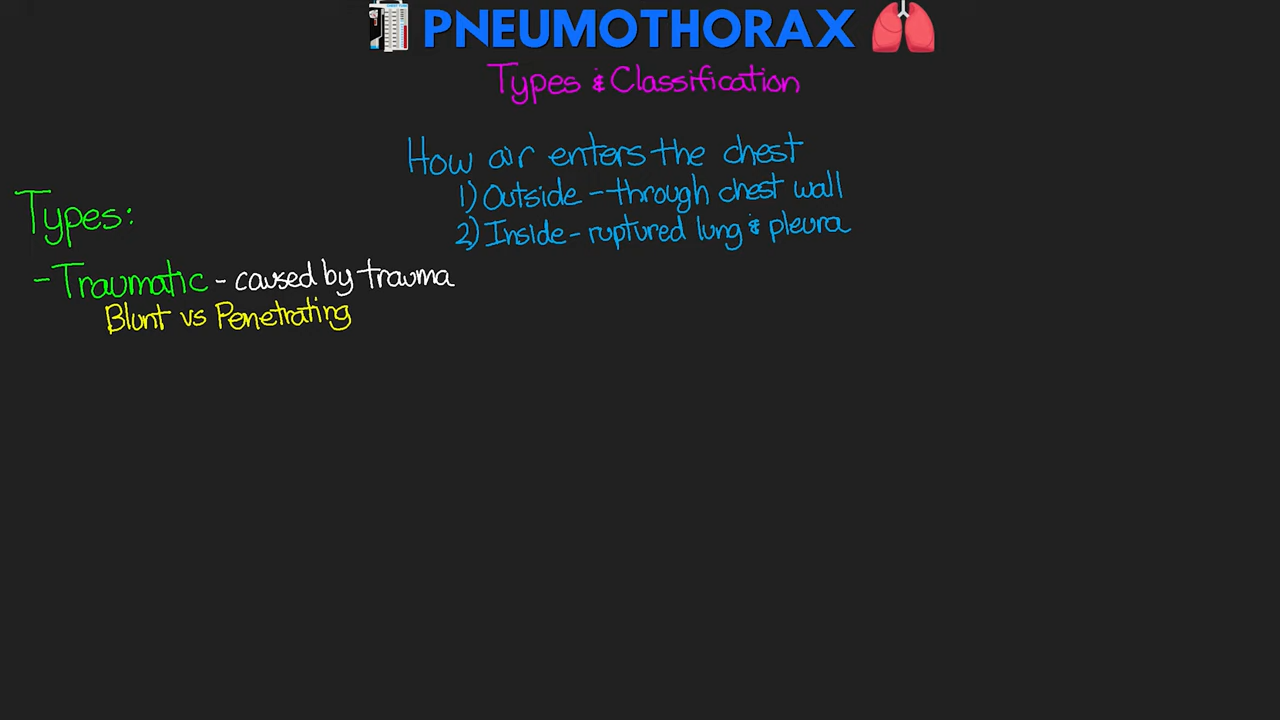 PNEUMOTHORAX
Types & Classification
How air enters the chest
1) Outside - through chest wall
2) Inside - ruptured lung & pleura
Types:
- Traumatic - caused by trauma
Blunt vs Penetrating